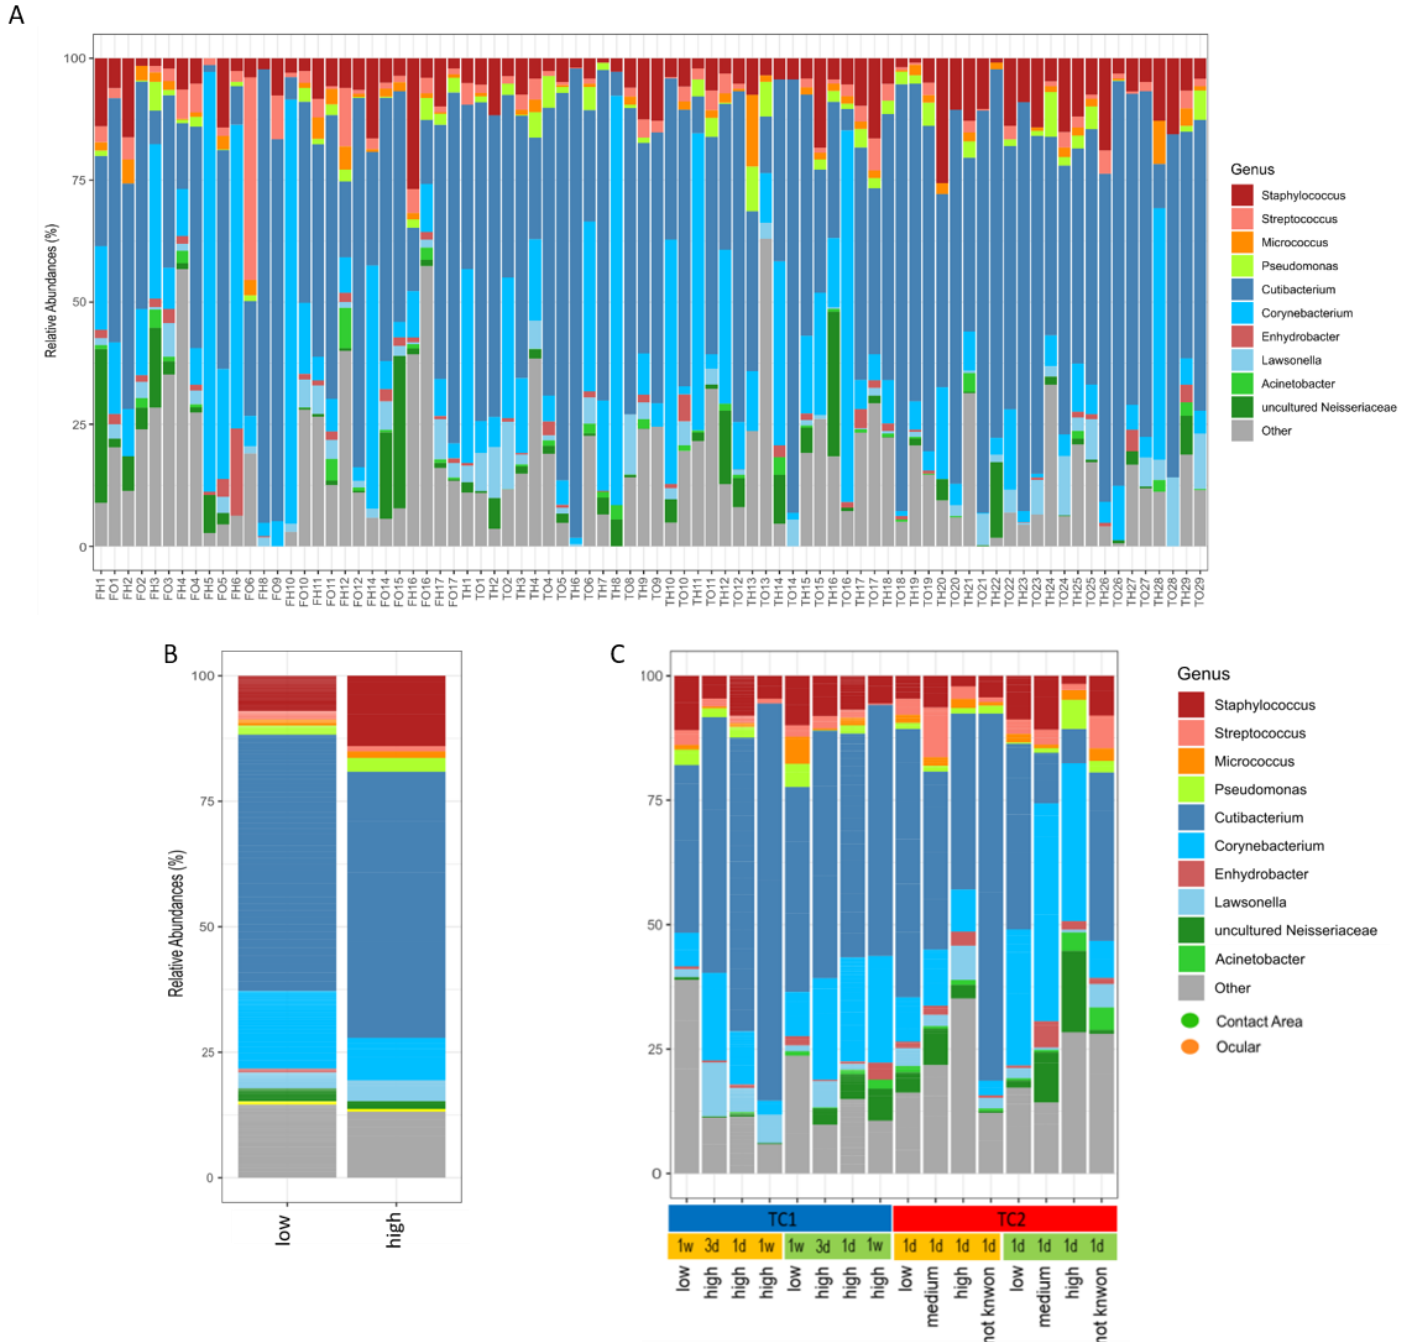 A
100
75
50
25
0
Relative Abundances (%)
FH1 FO1 FH2 FO2 FH3 FO3 FH4 FO4 FH5 FO5 FH6 FO6 FH8 FO9 FH10 FO10 FH11 FO11 FH12 FO12 FH14 FO14 FO15 FH16 FO16 FH17 FO17 TH1 TO1 TH2 TO2 TH3 TH4 TO4 TO5 TH6 TO6 TH7 TH8 TO8 TH9 TO9 TH10 TO10 TH11 TO11 TH12 TO12 TH13 TO13 TH14 TO14 TH15 TO15 TH16 TO16 TH17 TO17 TH18 TO18 TH19 TO19 TH20 TO20 TH21 TO21 TH22 TO22 TH23 TO23 TH24 TO24 TH25 TO25 TH26 TO26 TH27 TO27 TH28 TO28 TH29 TO29
Genus
Staphylococcus
Streptococcus
Micrococcus
Pseudomonas
Cutibacterium
Corynebacterium
Enhydrobacter
Lawsonella
Acinetobacter
uncultured Neisseriaceae
Other
B
100
75
50
25
0
Relative Abundances (%)
low high
C
100
75
50
25
0
TC1 TC2
1w 3d 1d 1w 1w 3d 1d 1w 1d 1d 1d 1d 1d 1d 1d 1d
low high high high low high high high low medium high not knwon low medium high not knwon
Genus
Staphylococcus
Streptococcus
Micrococcus
Pseudomonas
Cutibacterium
Corynebacterium
Enhydrobacter
Lawsonella
uncultured Neisseriaceae
Acinetobacter
Other
Contact Area
Ocular